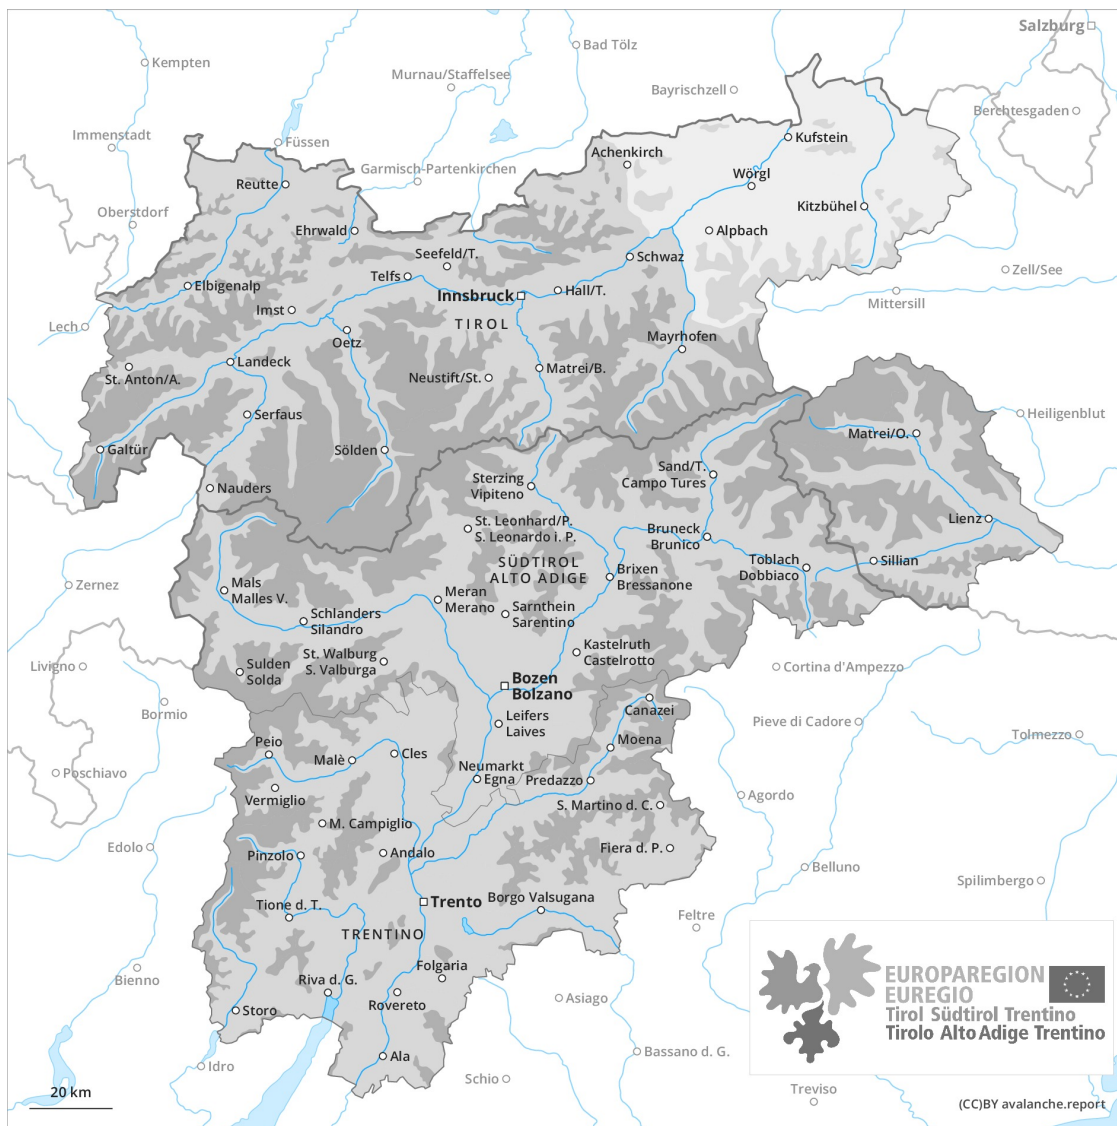 Salzburg
Bad Tölz
Kempten
Murnau/Staffelsee
Bayrischzell
Berchtesgaden
Immenstadt
Füssen
Kufstein
Achenkirch
Garmisch-Partenkirchen
Wörgl
Reutte
Kitzbühel
Oberstdorf
Ehrwald
Alpbach
Seefeld/T.
Schwaz
Zell/See
Telfs
Elbigenalp
Innsbruck
Hall/T.
Mittersill
Imst
Lech
TIROL
Oetz
Mayrhofen
Landeck
Matrei/B.
St. Anton/A.
Neustift/St.
Serfaus
Heiligenblut
Matrei/O.
Galtür
Sölden
Sterzing
Vipiteno
Sand/T.
Campo Tures
Nauders
St. Leonhard/P.
S. Leonardo i. P.
Lienz
Bruneck
Brunico
SÜDTIROL
ALTO ADIGE
Toblach
Dobbiaco
Sillian
Brixen
Bressanone
Zernez
Mals
Malles V.
Meran
Merano
Schlanders
Silandro
Sarnthein
Sarentino
Kastelruth
Castelrotto
St. Walburg
S. Valburga
Livigno
Sulden
Solda
Cortina d'Ampezzo
Bozen
Bolzano
Bormio
Canazei
Leifers
Laives
Pieve di Cadore
Tolmezzo
Peio
Moena
Malè
Cles
Poschiavo
Neumarkt
Egna
Predazzo
Vermiglio
S. Martino d. C.
Agordo
M. Campiglio
Edolo
Pinzolo
Andalo
Fiera d. P.
Belluno
Spilimbergo
Trento
Borgo Valsugana
Tione d. T.
Feltre
TRENTINO
Bienno
Folgaria
Riva d. G.
Rovereto
Asiago
Storo
EUROPAREGION
EUREGIO
Tirol Südtirol Trentino
Tirolo Alto Adige Trentino
Ala
Bassano d. G.
Idro
Schio
Treviso
20 km
(CC)BY avalanche.report